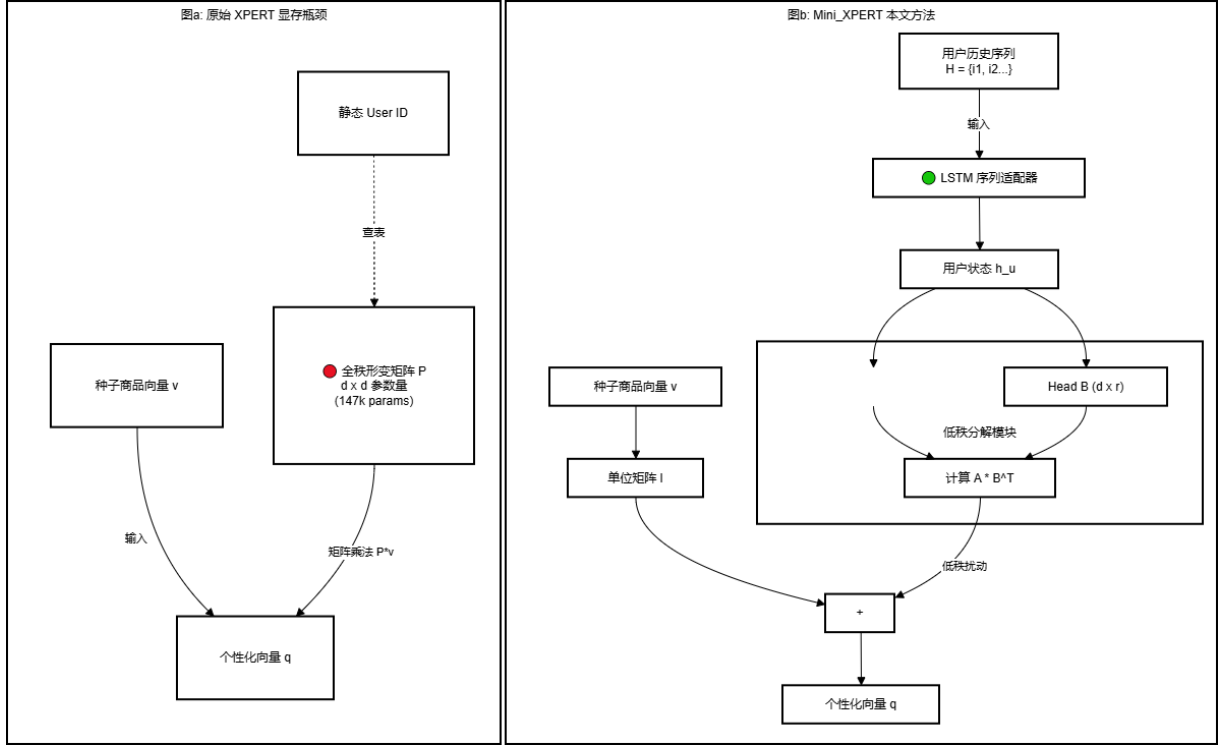 图a: 原始 XPERT 显存瓶颈
静态 User ID
查表
全秩形变矩阵 P
d x d 参数量
(147k params)
种子商品向量 v
输入
矩阵乘法 P*v
个性化向量 q
图b: Mini_XPERT 本文方法
用户历史序列
H = {i1, i2...}
输入
LSTM 序列适配器
用户状态 h_u
种子商品向量 v
Head B (d x r)
低秩分解模块
单位矩阵 I
计算 A * B^T
低秩扰动
+
个性化向量 q